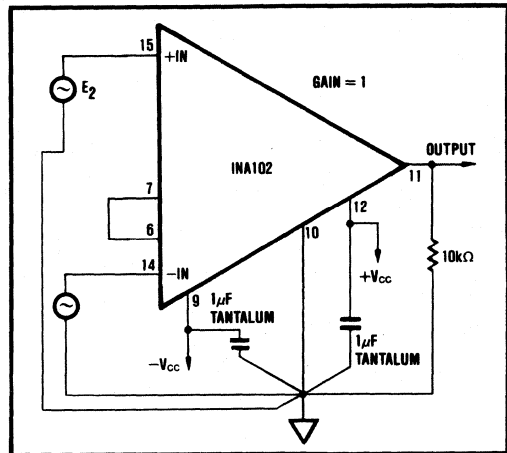 15
+IN
GAIN = 1
E2
OUTPUT
INA102
11
7
12
6
10
14
-IN
10kΩ
+VCC
9
1μF
TANTALUM
1μF
TANTALUM
-VCC